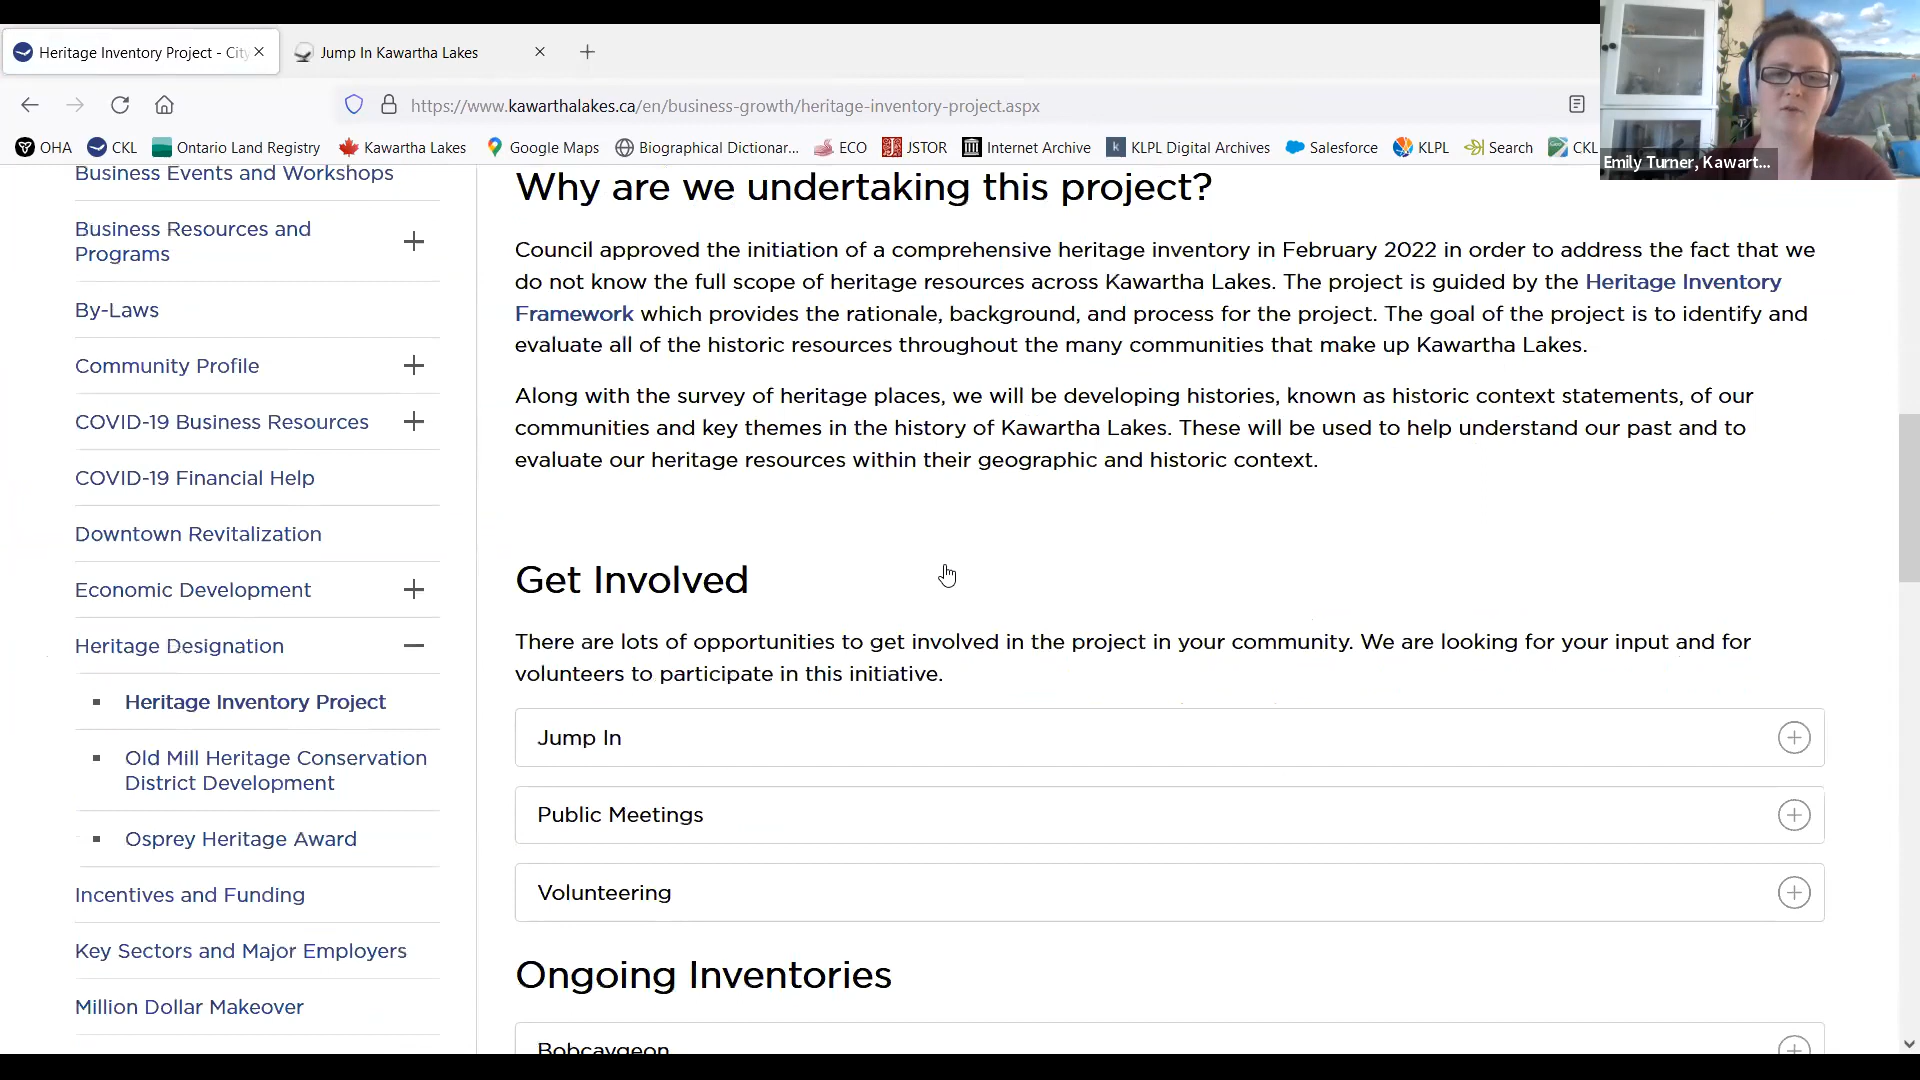 Heritage Inventory Project - City
Jump In Kawartha Lakes
https://www.kawarthalakes.ca/en/business-growth/heritage-inventory-project.aspx
OHA CKL Ontario Land Registry Kawartha Lakes Google Maps Biographical Dictionar... ECO JSTOR Internet Archive KLPL Digital Archives Salesforce KLPL Search CKL
Emily Turner, Kawart...
Business Events and Workshops
Business Resources and
Programs
By-Laws
Community Profile
COVID-19 Business Resources
COVID-19 Financial Help
Downtown Revitalization
Economic Development
Heritage Designation
Heritage Inventory Project
Old Mill Heritage Conservation
District Development
Osprey Heritage Award
Incentives and Funding
Key Sectors and Major Employers
Million Dollar Makeover
Why are we undertaking this project?
Council approved the initiation of a comprehensive heritage inventory in February 2022 in order to address the fact that we
do not know the full scope of heritage resources across Kawartha Lakes. The project is guided by the Heritage Inventory
Framework which provides the rationale, background, and process for the project. The goal of the project is to identify and
evaluate all of the historic resources throughout the many communities that make up Kawartha Lakes.
Along with the survey of heritage places, we will be developing histories, known as historic context statements, of our
communities and key themes in the history of Kawartha Lakes. These will be used to help understand our past and to
evaluate our heritage resources within their geographic and historic context.
Get Involved
There are lots of opportunities to get involved in the project in your community. We are looking for your input and for
volunteers to participate in this initiative.
Jump In
Public Meetings
Volunteering
Ongoing Inventories
Bobcaygeon